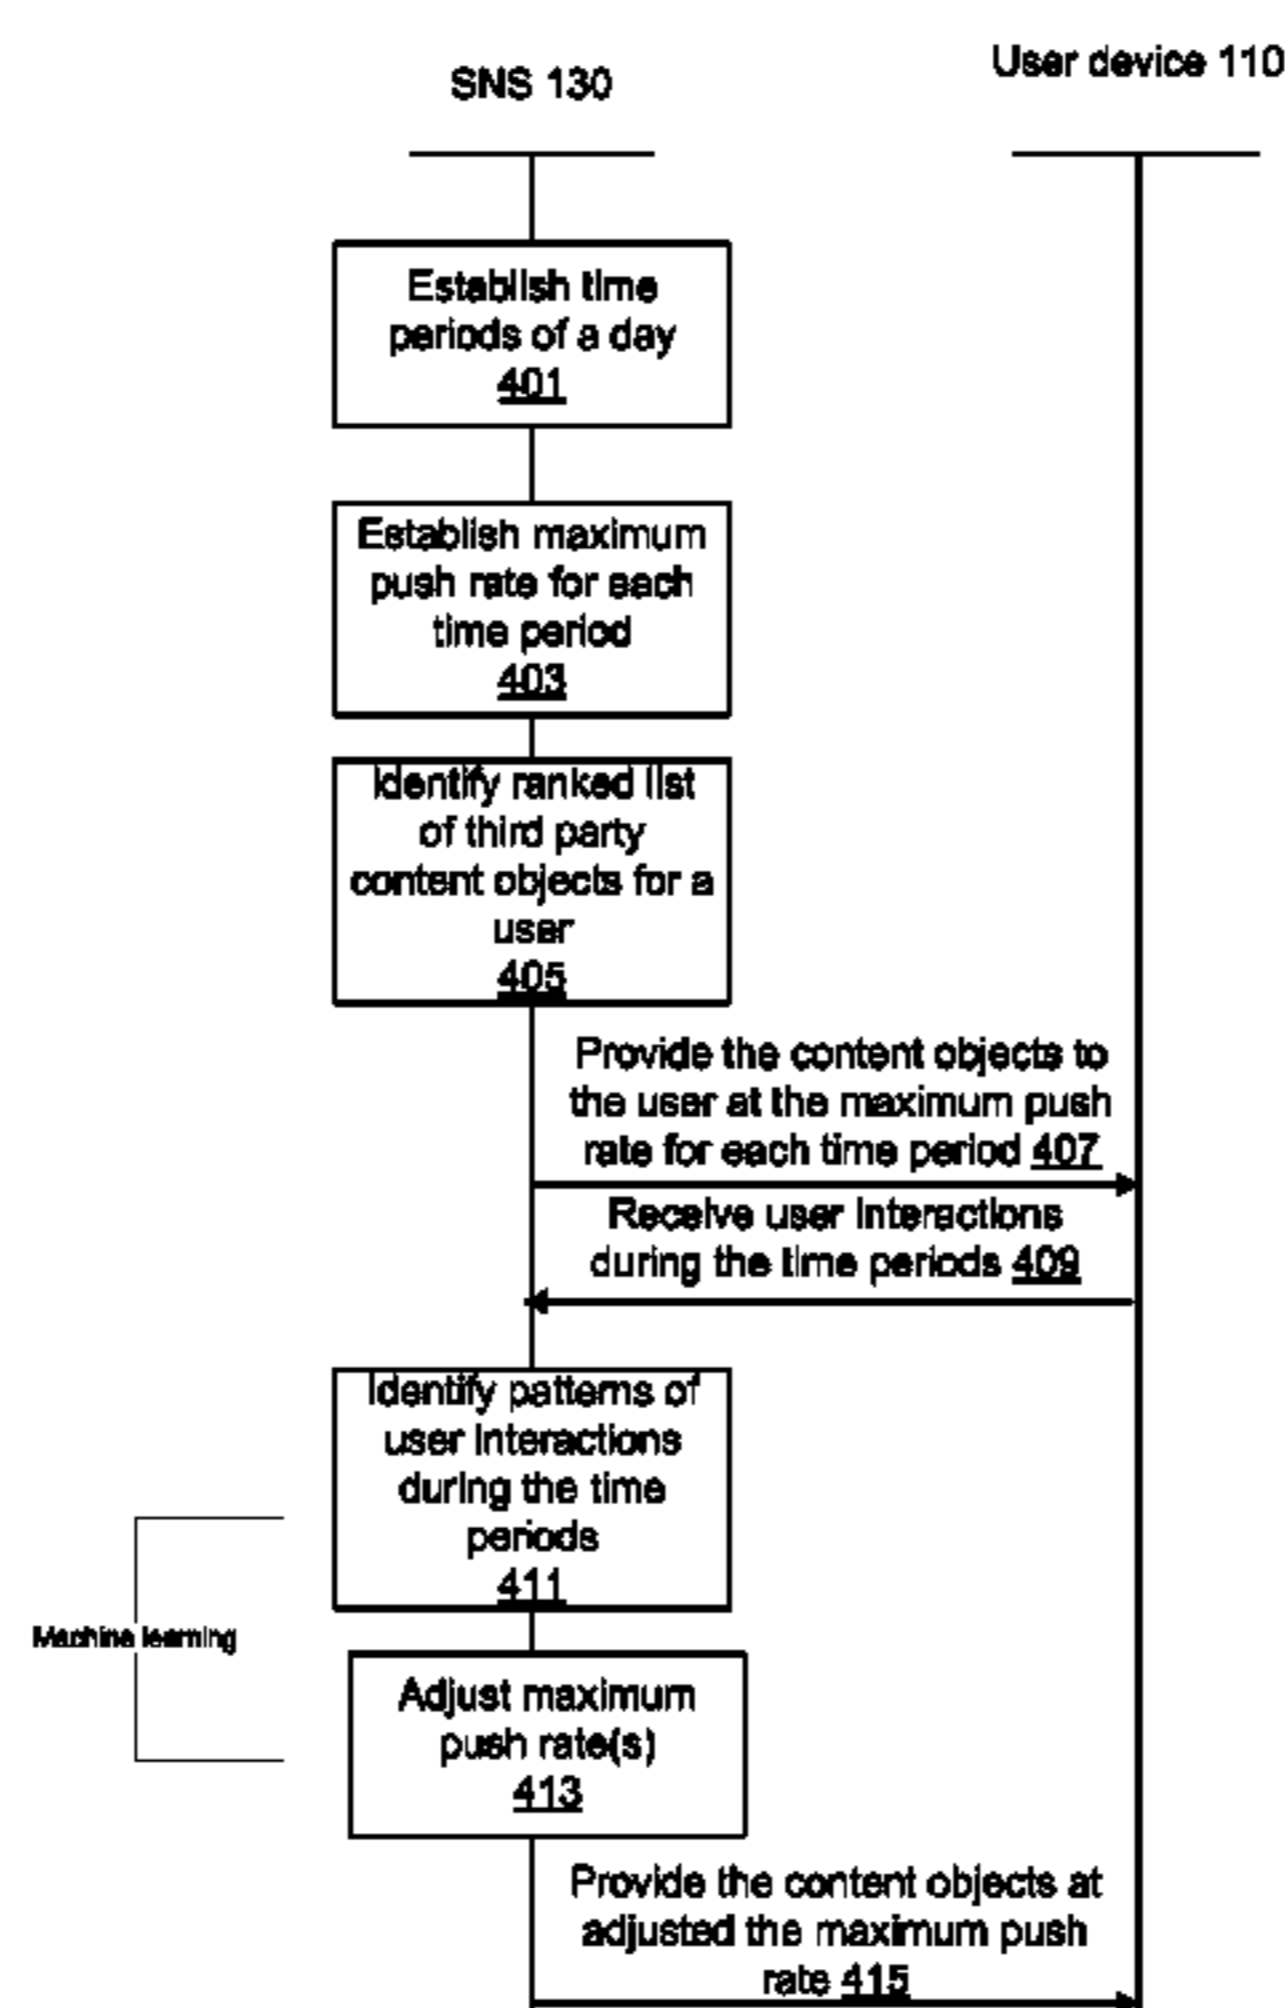 SNS 130
User device 110
Establish time
periods of a day
401
Establish maximum
push rate for each
time period
403
Identify ranked list
of third party
content objects for a
user
405
Provide the content objects to
the user at the maximum push
rate for each time period 407
Receive user interactions
during the time periods 409
Identify patterns of
user interactions
during the time
periods
411
Machine learning
Adjust maximum
push rate(s)
413
Provide the content objects at
adjusted the maximum push
rate 415